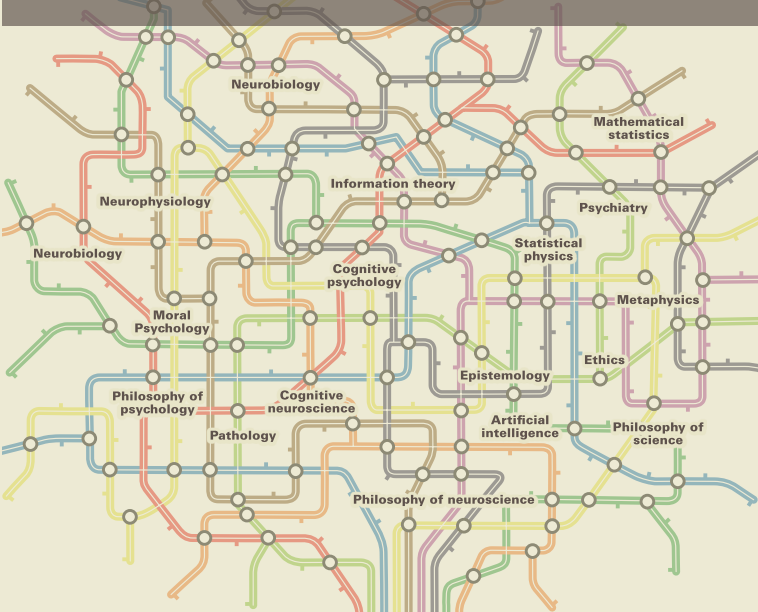 Neurobiology
Mathematical
statistics
Information theory
Neurophysiology
Psychiatry
Neurobiology
Statistical
physics
Cognitive
psychology
Metaphysics
Moral
Psychology
Ethics
Epistemology
Philosophy of
psychology
Cognitive
neuroscience
Artificial
intelligence
Philosophy of
science
Pathology
Philosophy of neuroscience